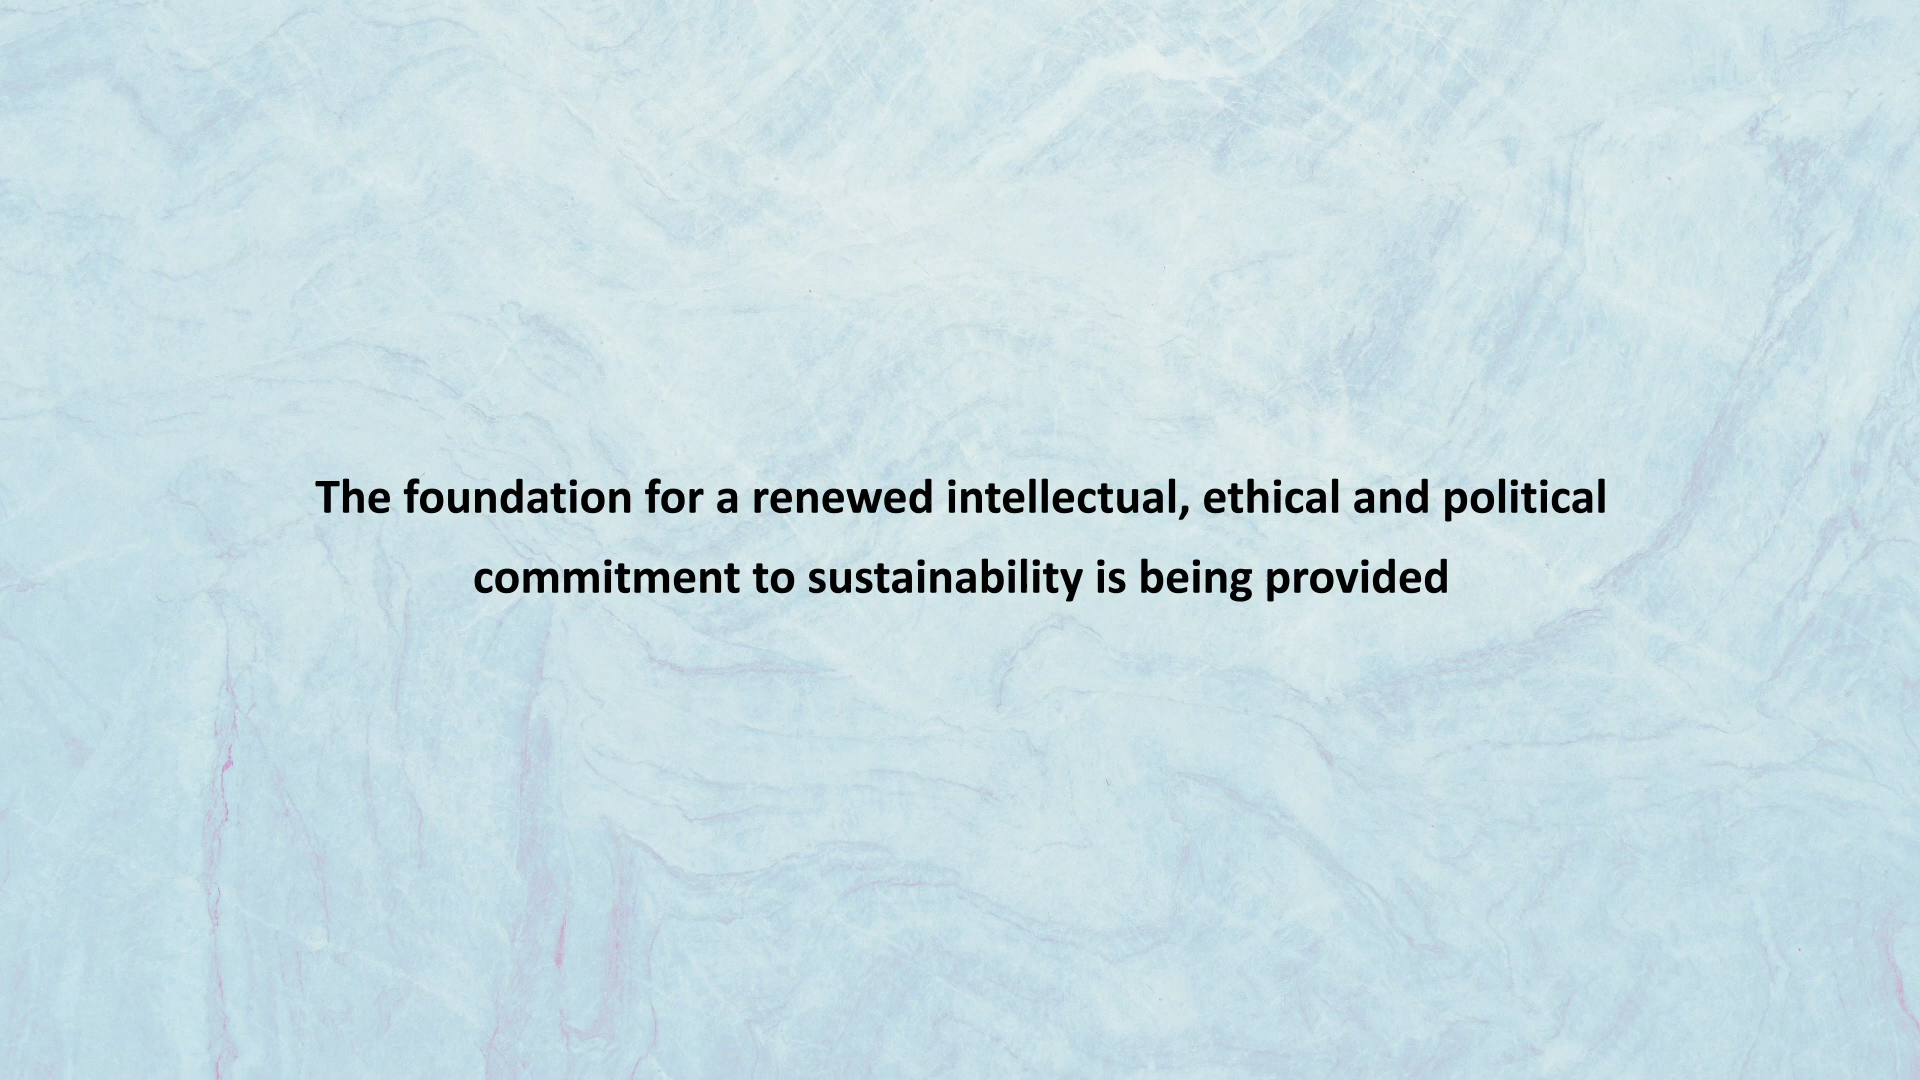 The foundation for a renewed intellectual, ethical and political
commitment to sustainability is being provided